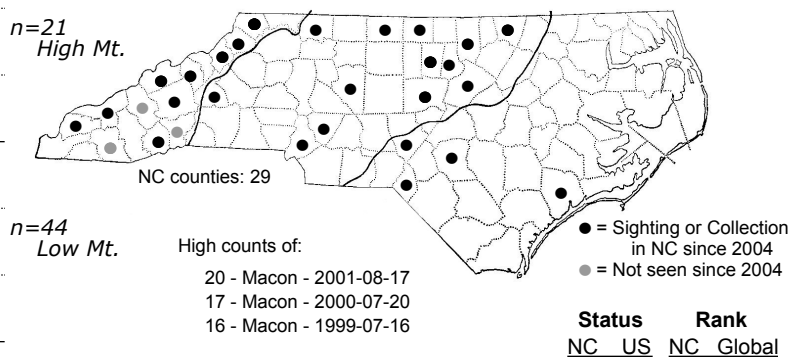 n=21
High Mt.
NC counties: 29
n=44
Low Mt.
High counts of:
20 - Macon - 2001-08-17
17 - Macon - 2000-07-20
16 - Macon - 1999-07-16
= Sighting or Collection
in NC since 2004
= Not seen since 2004
Status Rank
NC US NC Global